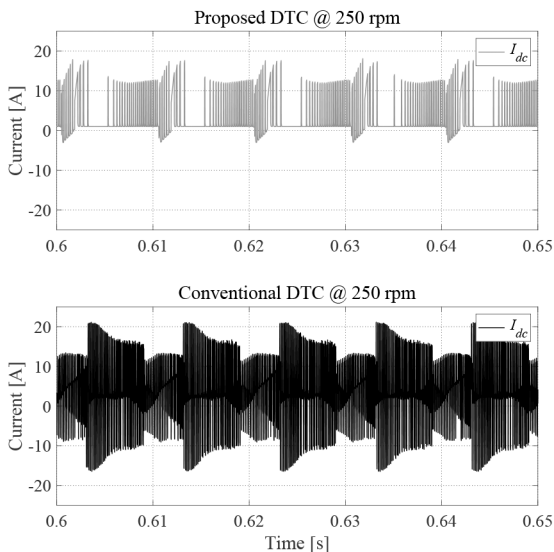 Proposed DTC @ 250 rpm
20
10
0
-10
-20
Current [A]
I_dc
0.6 0.61 0.62 0.63 0.64 0.65
Conventional DTC @ 250 rpm
20
10
0
-10
-20
Current [A]
I_dc
0.6 0.61 0.62 0.63 0.64 0.65
Time [s]